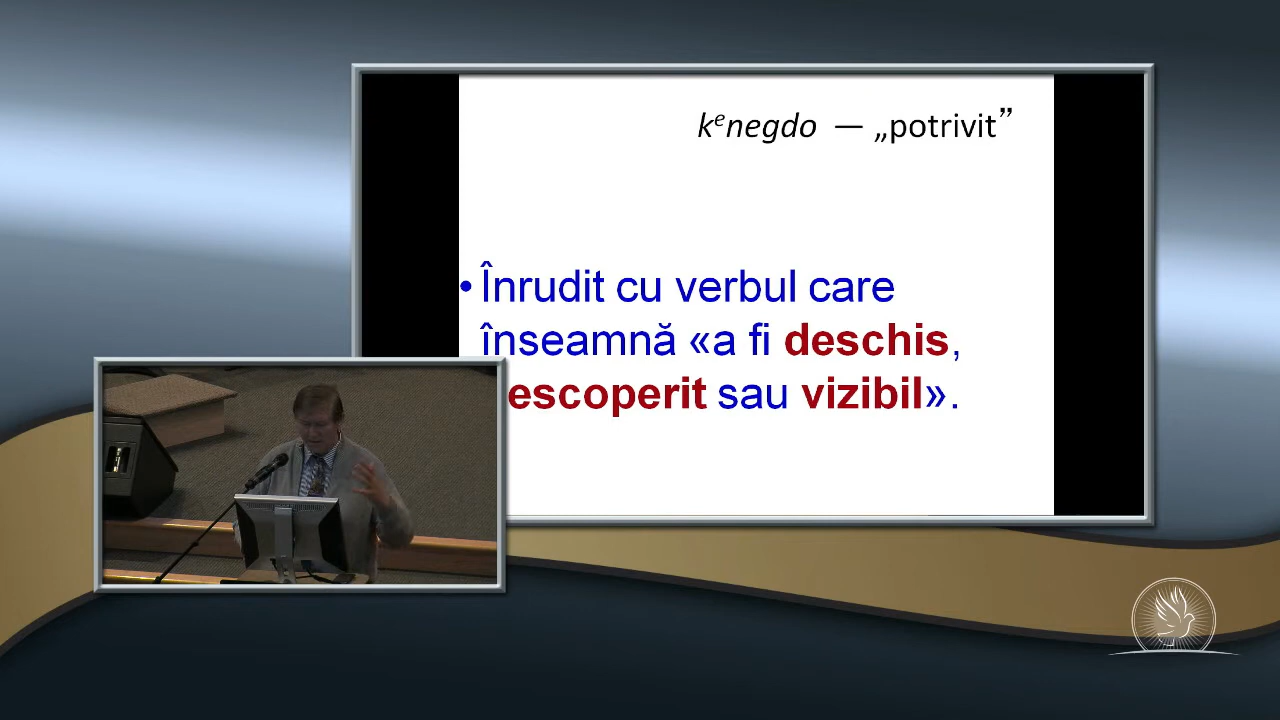 kᵉnegdo — „potrivit”
• Înrudit cu verbul care
înseamnă «a fi deschis,
escoperit sau vizibil».